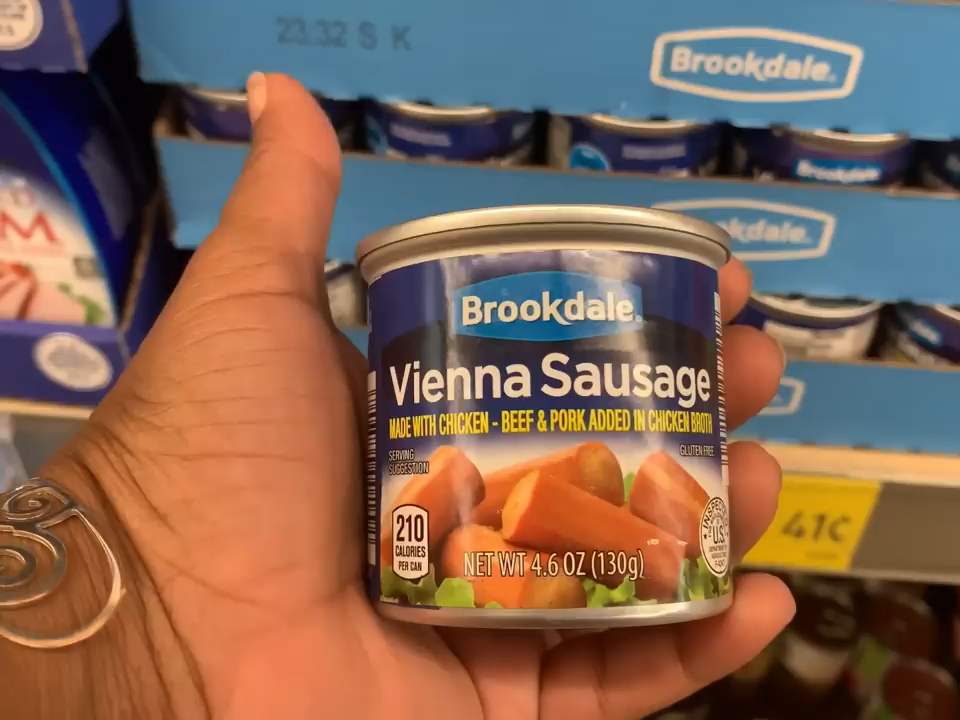 23.32 S K
Brookdale
Brookdale
kdale
Brookdale
Vienna Sausage
MADE WITH CHICKEN - BEEF & PORK ADDED IN CHICKEN BROTH
SERVING
SUGGESTION
GLUTEN FREE
210
CALORIES
PER CAN
NET WT 4.6 OZ (130g)
U.S.
41¢